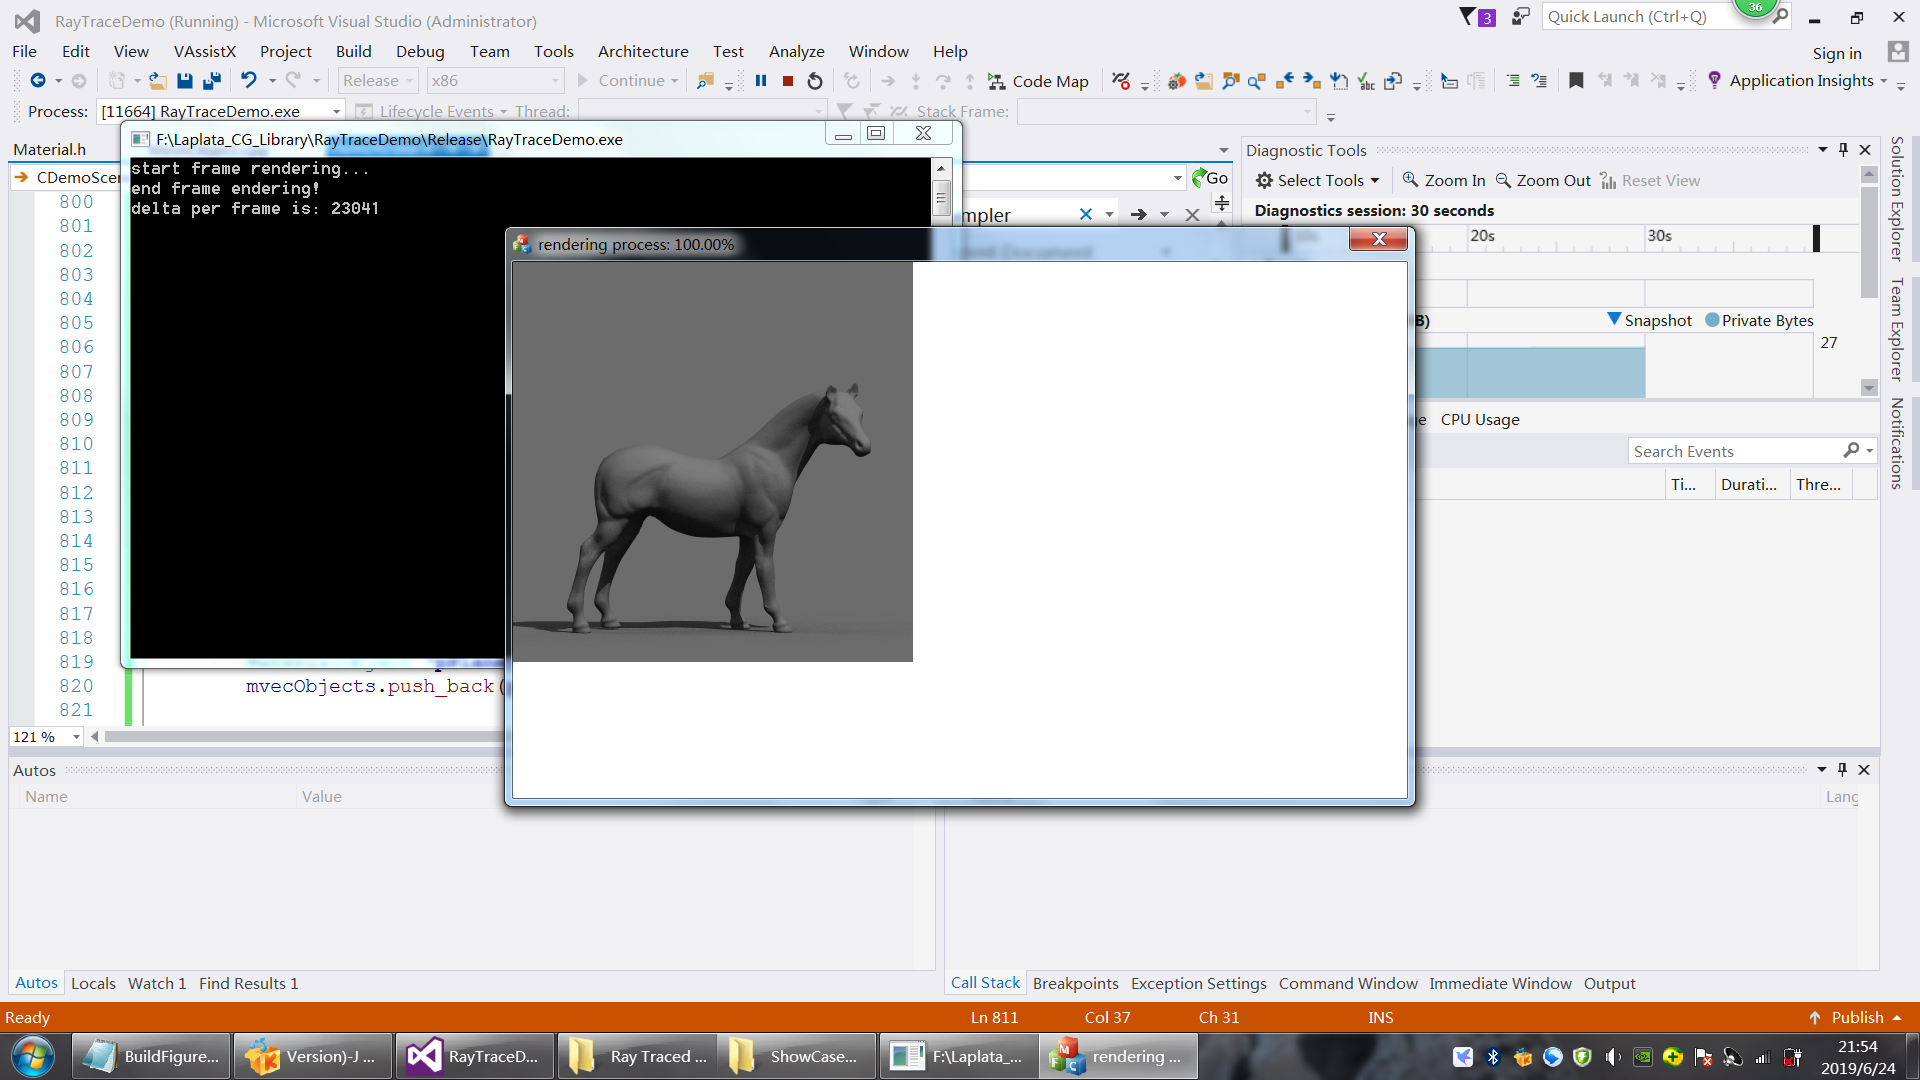 RayTraceDemo (Running) - Microsoft Visual Studio (Administrator)
3
Quick Launch (Ctrl+Q)
36
File Edit View VAssistX Project Build Debug Team Tools Architecture Test Analyze Window Help
Sign in
Release x86 Continue Code Map Application Insights
Process: [11664] RayTraceDemo.exe Lifecycle Events Thread: Stack Frame:
F:\Laplata_CG_Library\RayTraceDemo\Release\RayTraceDemo.exe
Material.h
Diagnostic Tools
start frame rendering...
end frame endering!
delta per frame is: 23041
CDemoScen
Go
Select Tools Zoom In Zoom Out Reset View
mpler
Diagnostics session: 30 seconds
rendering process: 100.00%
20s 30s
B) Snapshot Private Bytes
27
CPU Usage
Search Events
Ti... Durati... Thre...
Solution Explorer
Team Explorer
Notifications
800
801
802
803
804
805
806
807
808
809
810
811
812
813
814
815
816
817
818
819
820 mvecObjects.push_back(
821
121 %
Autos
Name Value
Lang
Autos Locals Watch 1 Find Results 1
Call Stack Breakpoints Exception Settings Command Window Immediate Window Output
Ready Ln 811 Col 37 Ch 31 INS Publish
BuildFigure... Version)-J ... RayTraceD... Ray Traced ... ShowCase... F:\Laplata_... rendering ...
21:54
2019/6/24